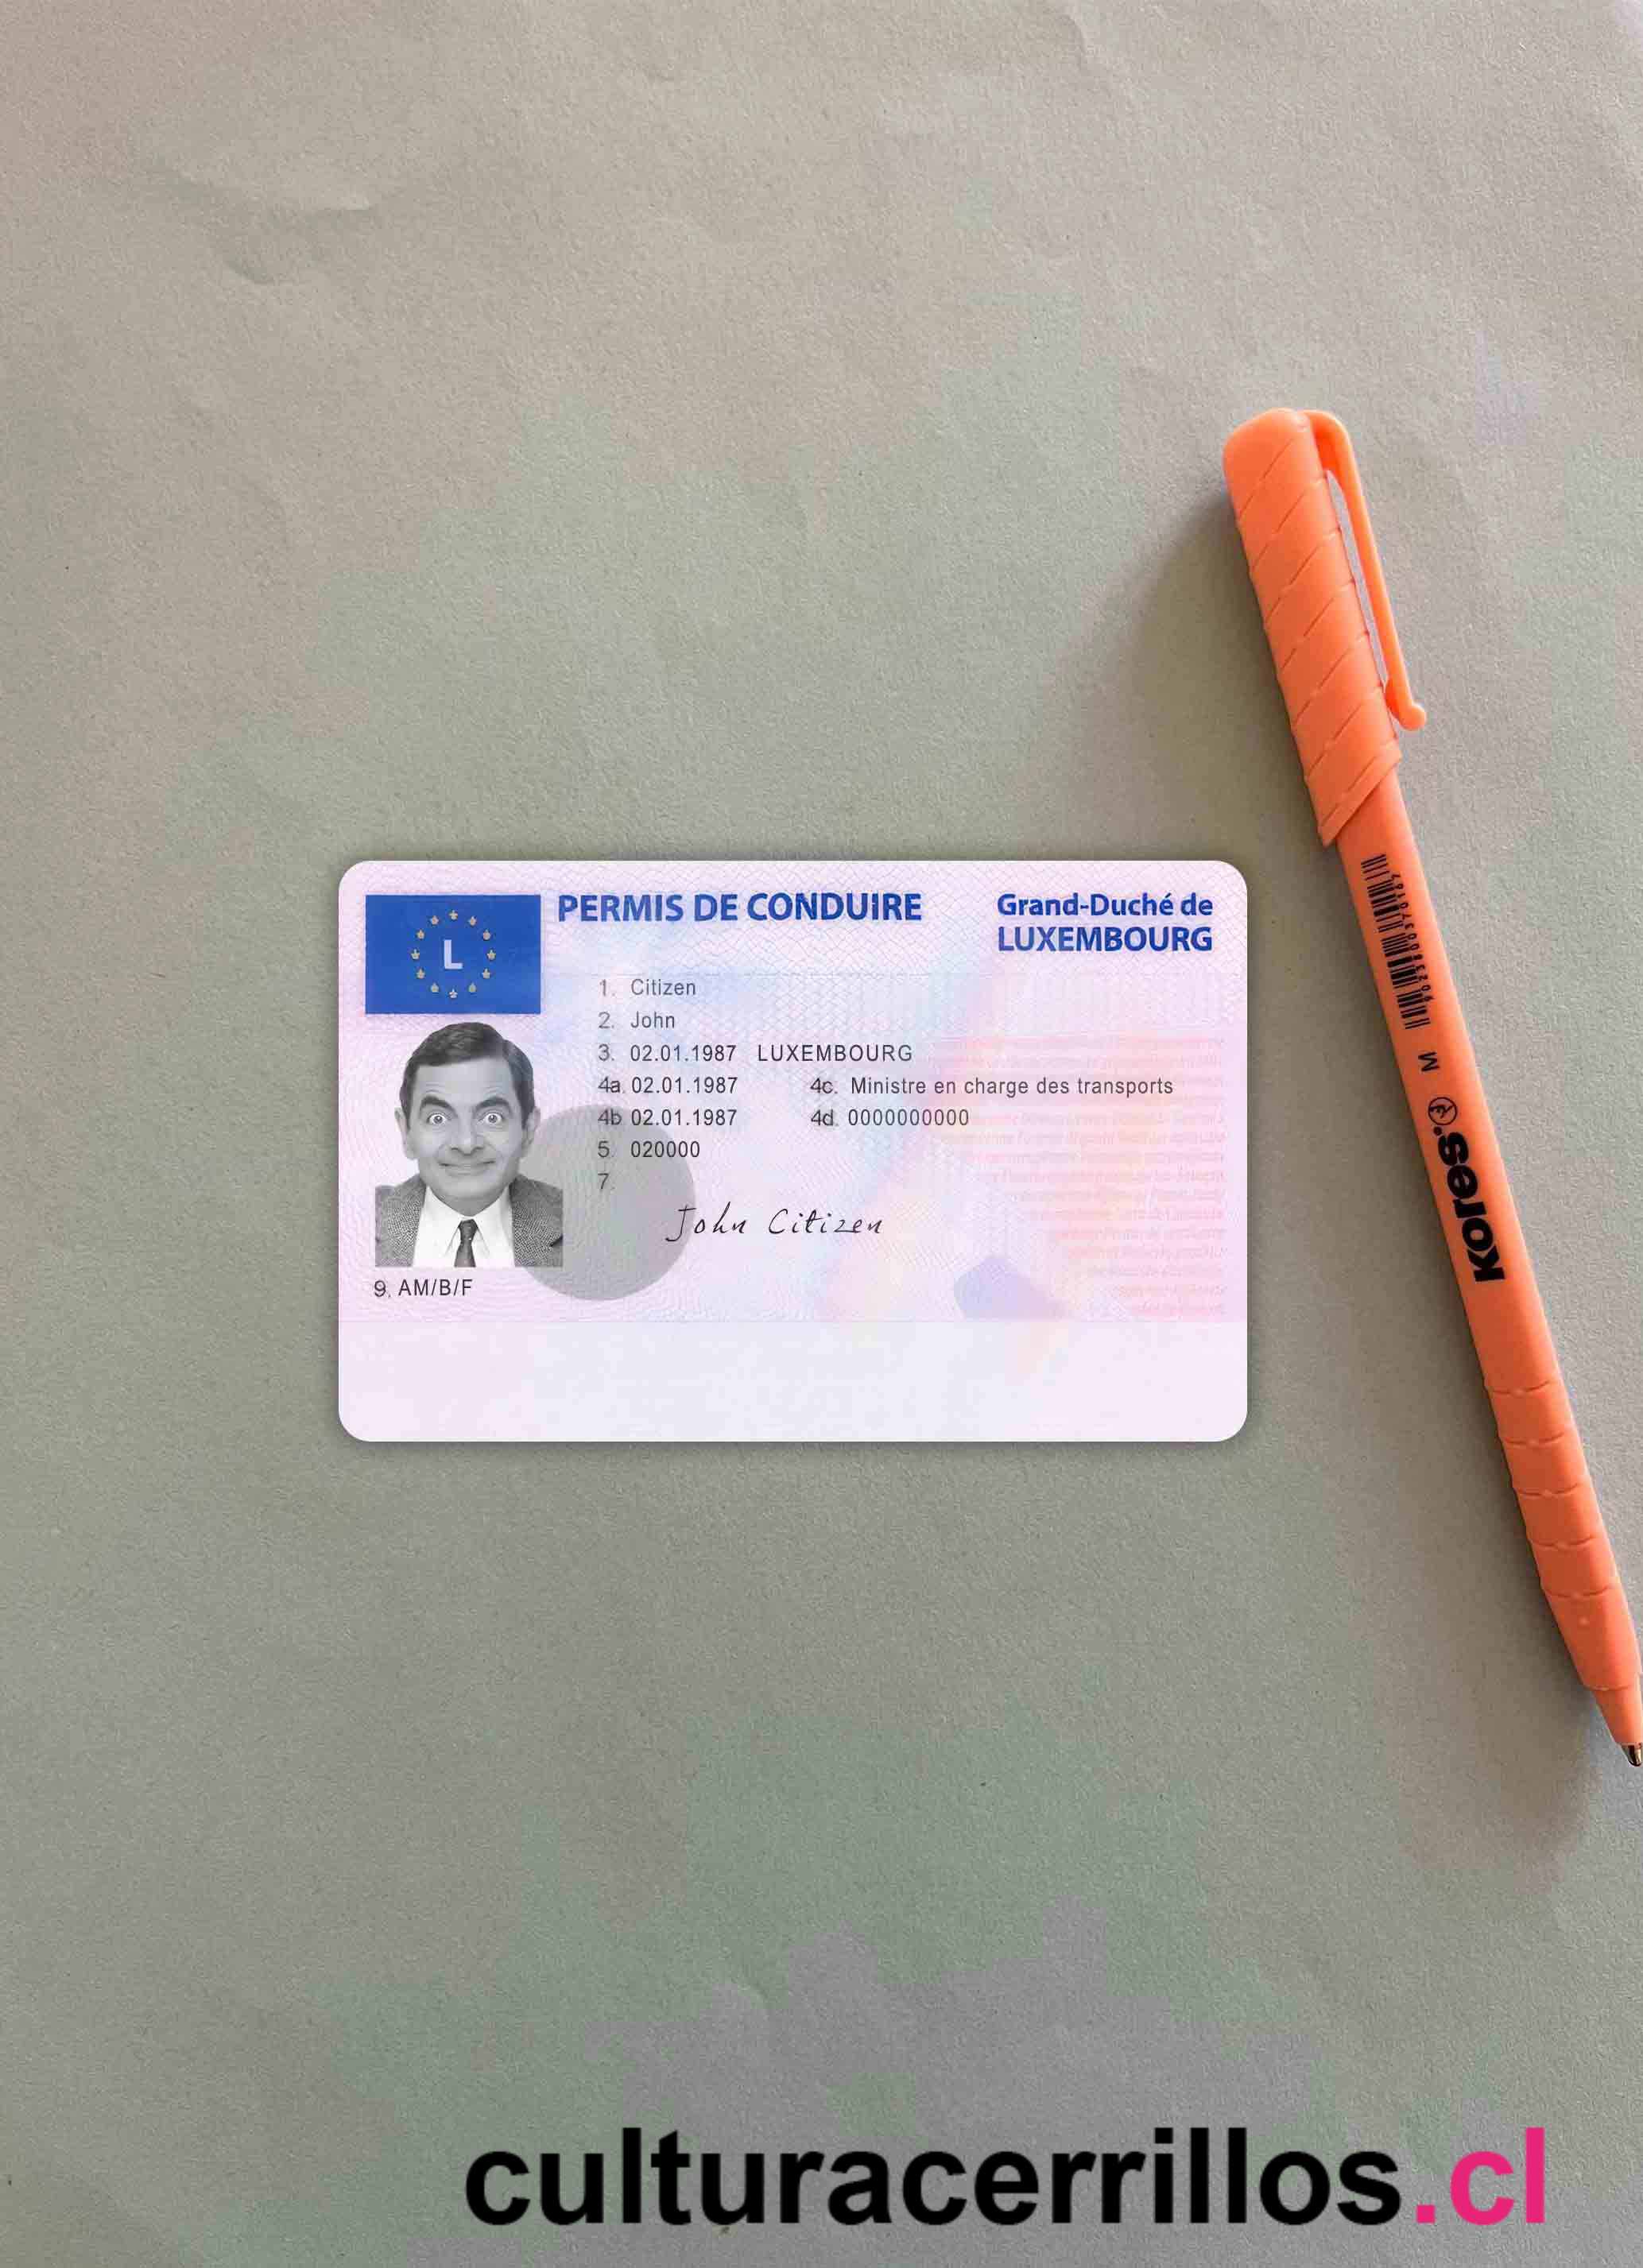 PERMIS DE CONDUIRE
Grand-Duché de
LUXEMBOURG
L
1. Citizen
2. John
3. 02.01.1987 LUXEMBOURG
4a. 02.01.1987 4c. Ministre en charge des transports
4b 02.01.1987 4d. 0000000000
5. 020000
7.
John Citizen
9. AM/B/F
M
Kores
culturacerrillos.cl